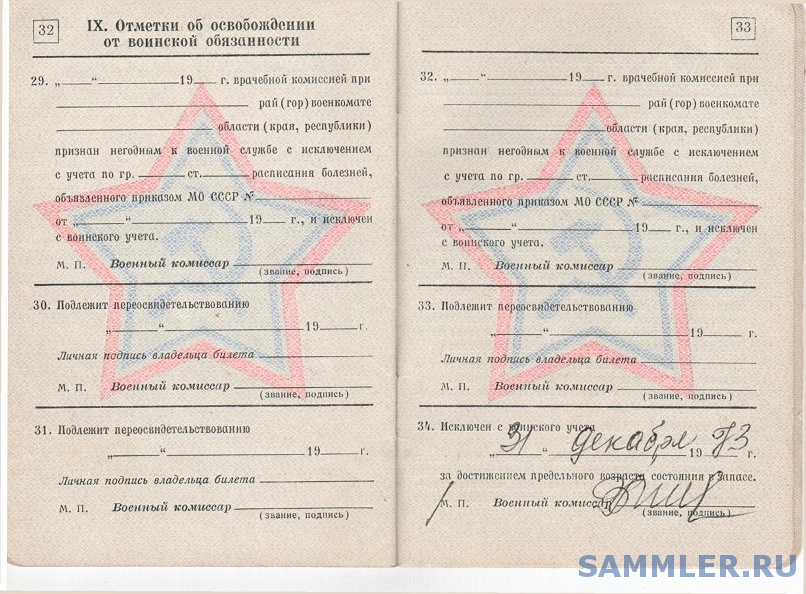 32
IX. Отметки об освобождении
от воинской обязанности
29. „ “ 19 г. врачебной комиссией при
рай (гор) военкомате
области (края, республики)
признан негодным к военной службе с исключением
с учета по гр. ст. расписания болезней,
объявленного приказом МО СССР №
от „ “ 19 г., и исключен
с воинского учета.
М. П. Военный комиссар
(звание, подпись)
30. Подлежит переосвидетельствованию
„ “ 19 г.
Личная подпись владельца билета
М. П. Военный комиссар
(звание, подпись)
31. Подлежит переосвидетельствованию
„ “ 19 г.
Личная подпись владельца билета
М. П. Военный комиссар
(звание, подпись)
33
32. „ “ 19 г. врачебной комиссией при
рай (гор) военкомате
области (края, республики)
признан негодным к военной службе с исключением
с учета по гр. ст. расписания болезней,
объявленного приказом МО СССР №
от „ “ 19 г., и исключен
с воинского учета.
М. П. Военный комиссар
(звание, подпись)
33. Подлежит переосвидетельствованию
„ “ 19 г.
Личная подпись владельца билета
М. П. Военный комиссар
(звание, подпись)
34. Исключен с воинского учета
„ 31 “ декабря 19 73 г.
за достижением предельного возраста состояния в запасе.
М. П. Военный комиссар
(звание, подпись)
SAMMLER.RU